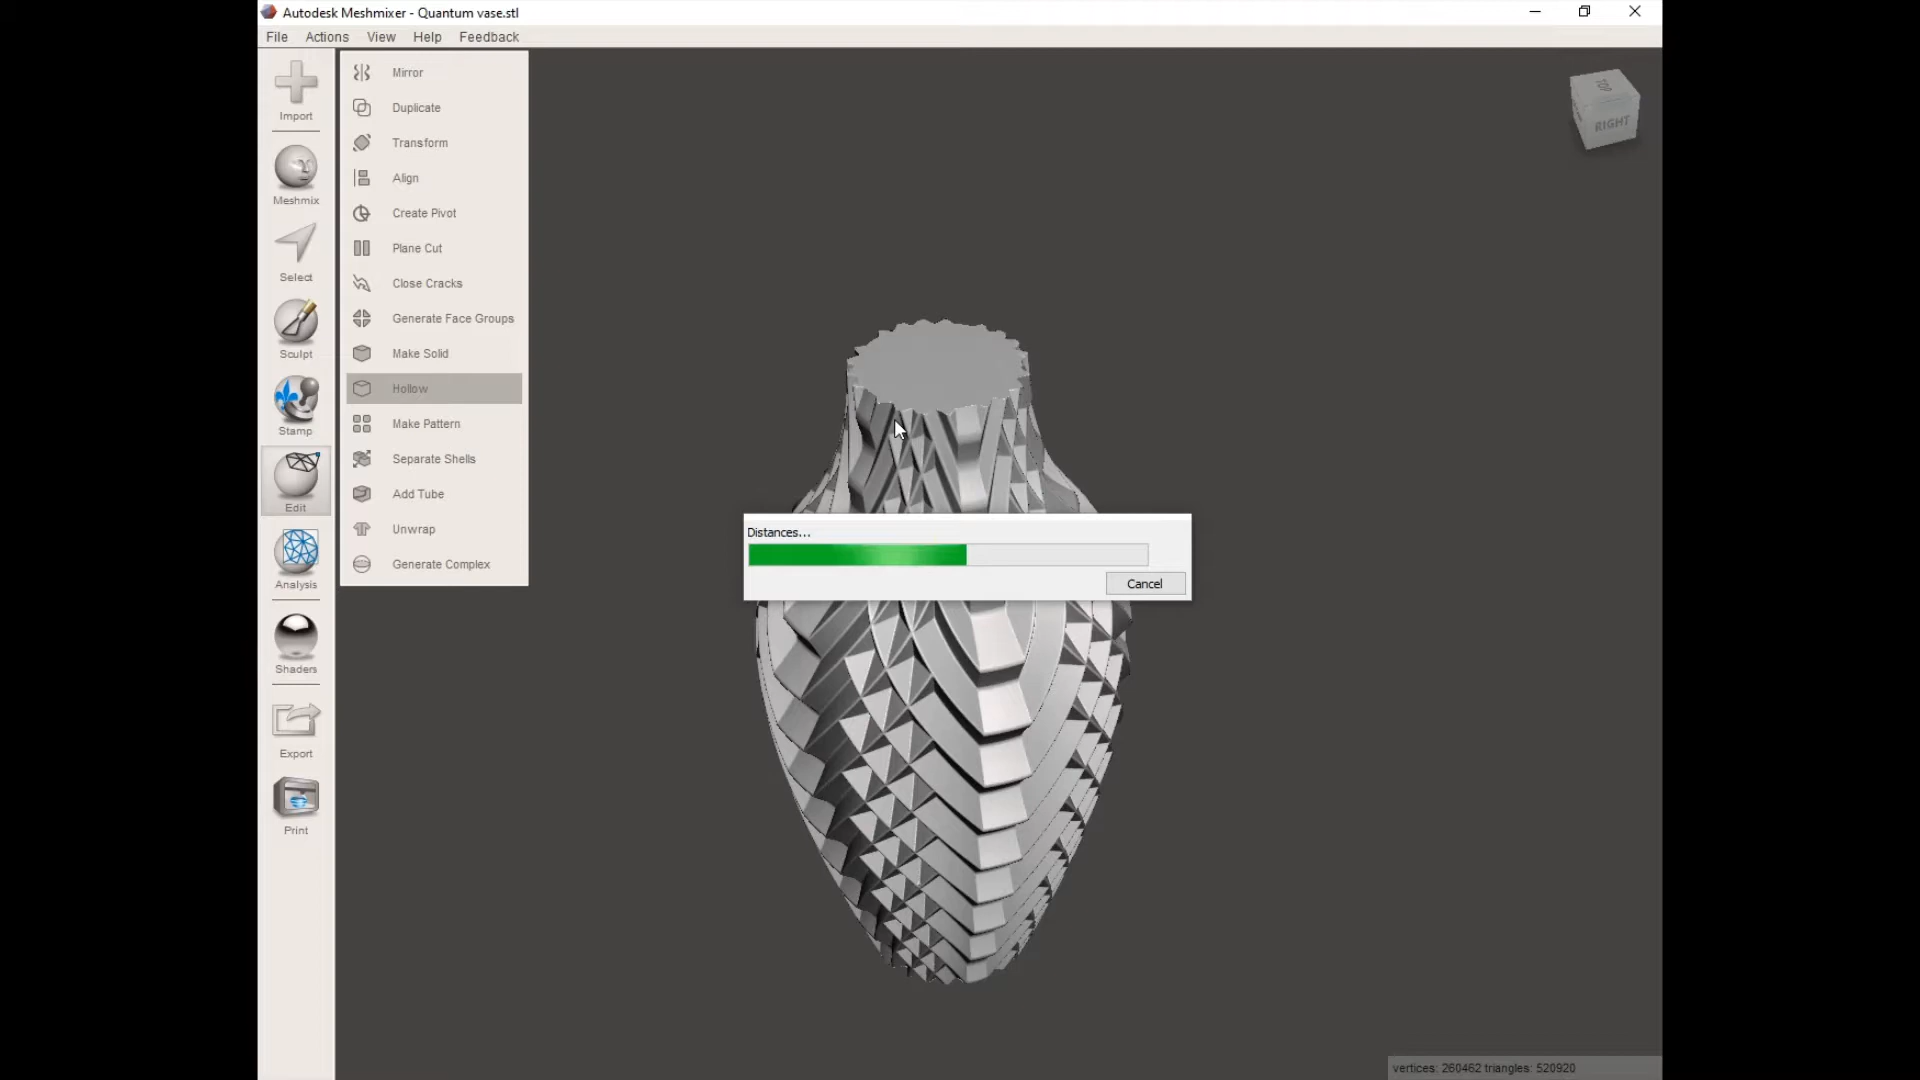 Autodesk Meshmixer - Quantum vase.stl
File Actions View Help Feedback
Import
Meshmix
Select
Sculpt
Stamp
Edit
Analysis
Shaders
Export
Print
Mirror
Duplicate
Transform
Align
Create Pivot
Plane Cut
Close Cracks
Generate Face Groups
Make Solid
Hollow
Make Pattern
Separate Shells
Add Tube
Unwrap
Generate Complex
TOP
RIGHT
Distances...
Cancel
vertices: 260462 triangles: 520920